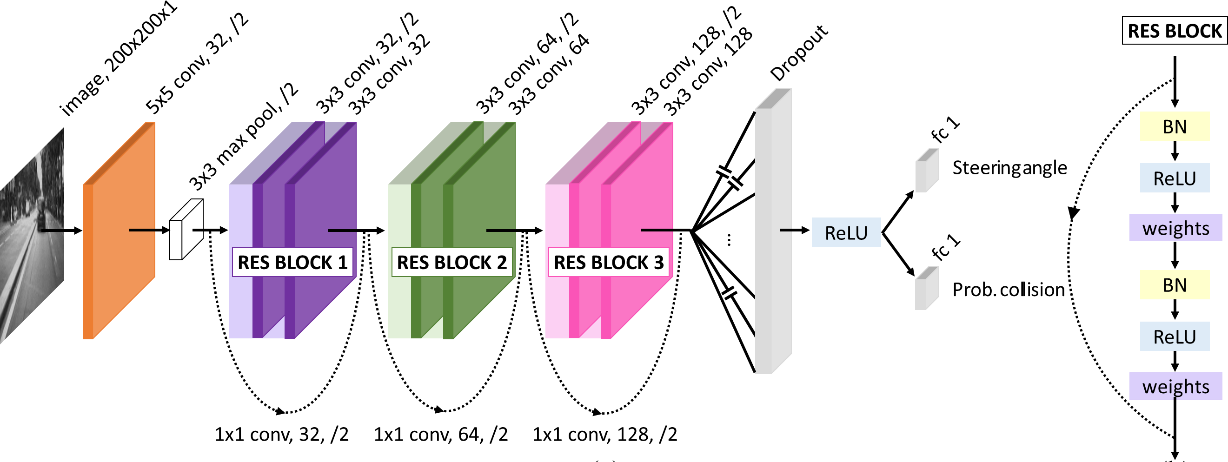 image, 200x200x1
5x5 conv, 32, /2
3x3 max pool, /2
3x3 conv, 32, /2
3x3 conv, 32
3x3 conv, 64, /2
3x3 conv, 64
3x3 conv, 128, /2
3x3 conv, 128
Dropout
RES BLOCK 1
RES BLOCK 2
RES BLOCK 3
1x1 conv, 32, /2
1x1 conv, 64, /2
1x1 conv, 128, /2
...
ReLU
fc 1
Steering angle
fc 1
Prob. collision
RES BLOCK
BN
ReLU
weights
BN
ReLU
weights